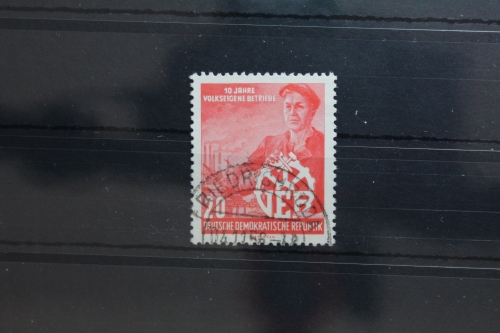 10 JAHRE
VOLKSEIGENE BETRIEBE
VEB
20
DEUTSCHE DEMOKRATISCHE REPUBLIK